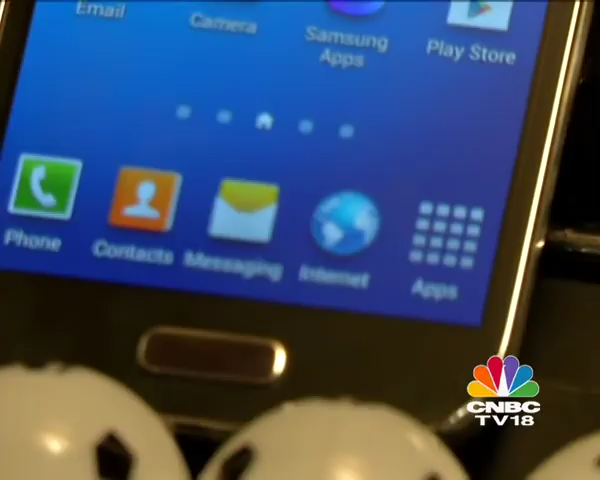 Email
Camera
Samsung
Apps
Play Store
Phone
Contacts
Messaging
Internet
Apps
CNBC
TV18